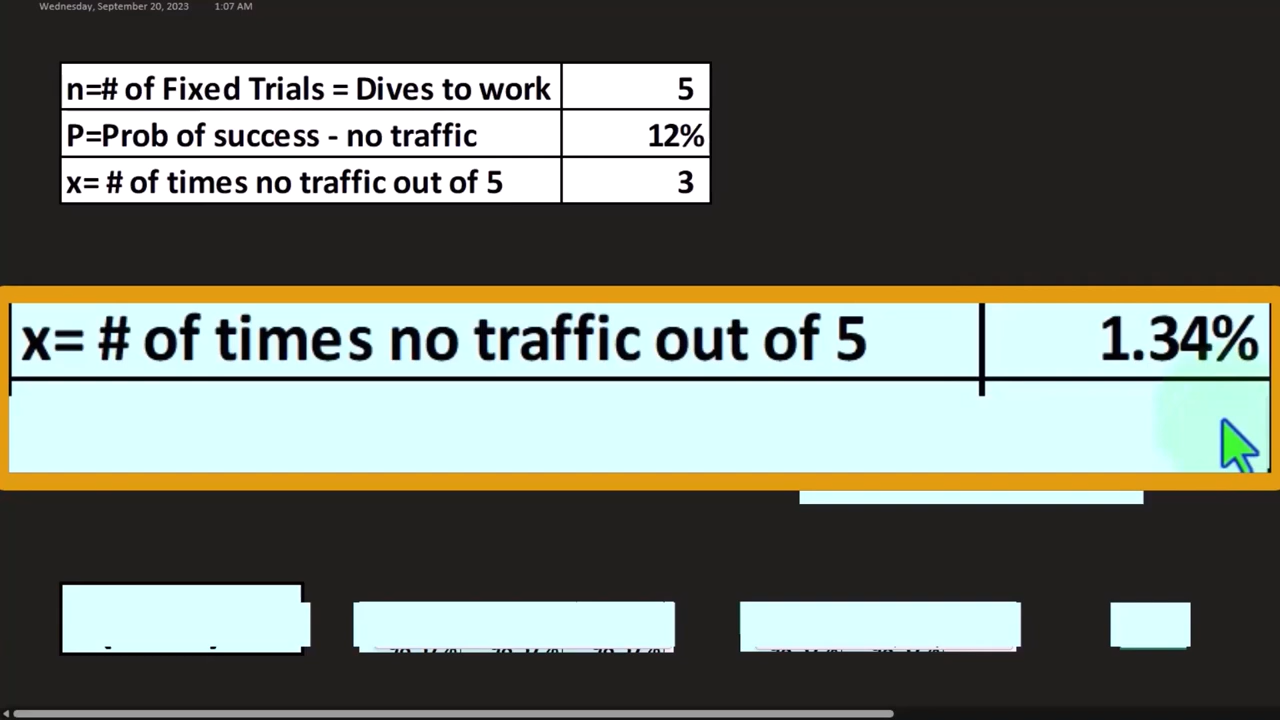 Wednesday, September 20, 2023 1:07 AM
n=# of Fixed Trials = Dives to work 5
P=Prob of success - no traffic 12%
x= # of times no traffic out of 5 3
x= # of times no traffic out of 5 1.34%